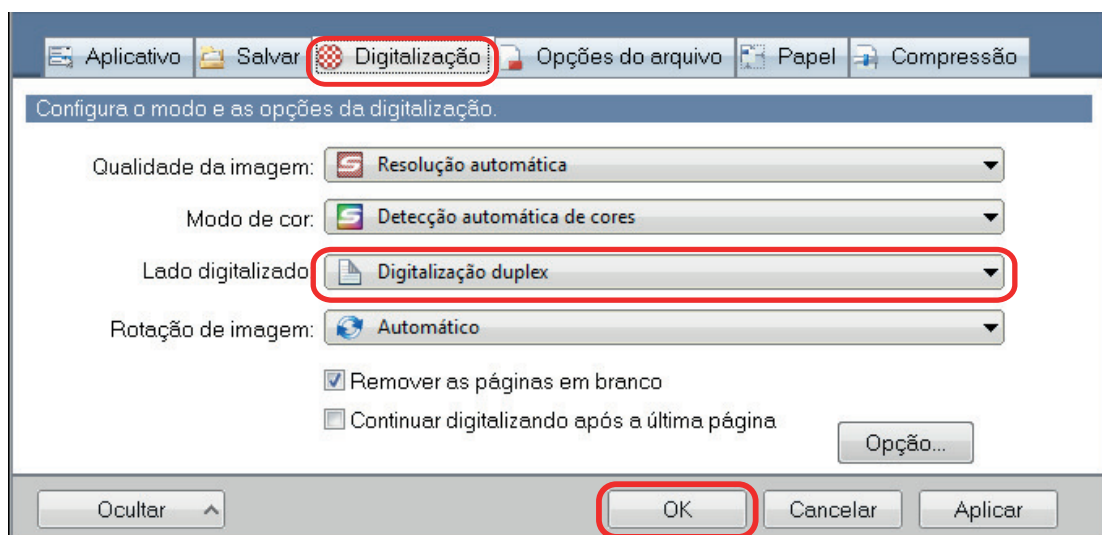 Aplicativo Salvar Digitalização Opções do arquivo Papel Compressão
Configura o modo e as opções da digitalização.
Qualidade da imagem: Resolução automática
Modo de cor: Detecção automática de cores
Lado digitalizado Digitalização duplex
Rotação de imagem: Automático
Remover as páginas em branco
Continuar digitalizando após a última página
Opção...
Ocultar OK Cancelar Aplicar